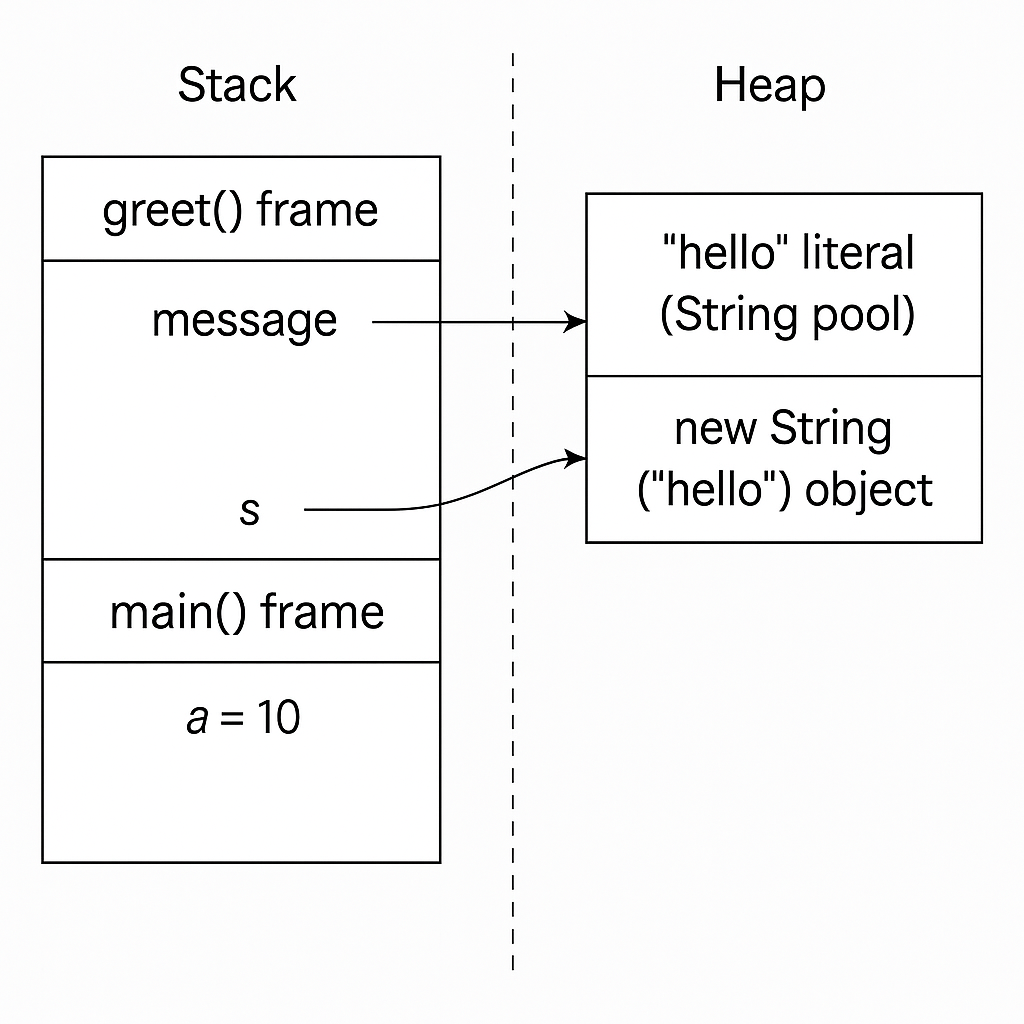 Stack
greet() frame
message
s
main() frame
a = 10
Heap
"hello" literal
(String pool)
new String
("hello") object